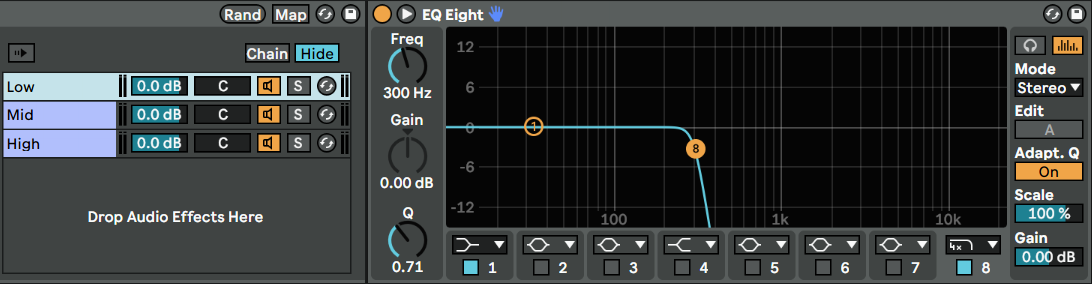 Rand Map
Chain Hide
Low 0.0 dB C S
Mid 0.0 dB C S
High 0.0 dB C S
Drop Audio Effects Here
EQ Eight
Freq
300 Hz
Gain
0.00 dB
Q
0.71
12
6
0
-6
-12
100 1k 10k
1
8
1 2 3 4 5 6 7 4x 8
Mode
Stereo
Edit
A
Adapt. Q
On
Scale
100 %
Gain
0.00 dB